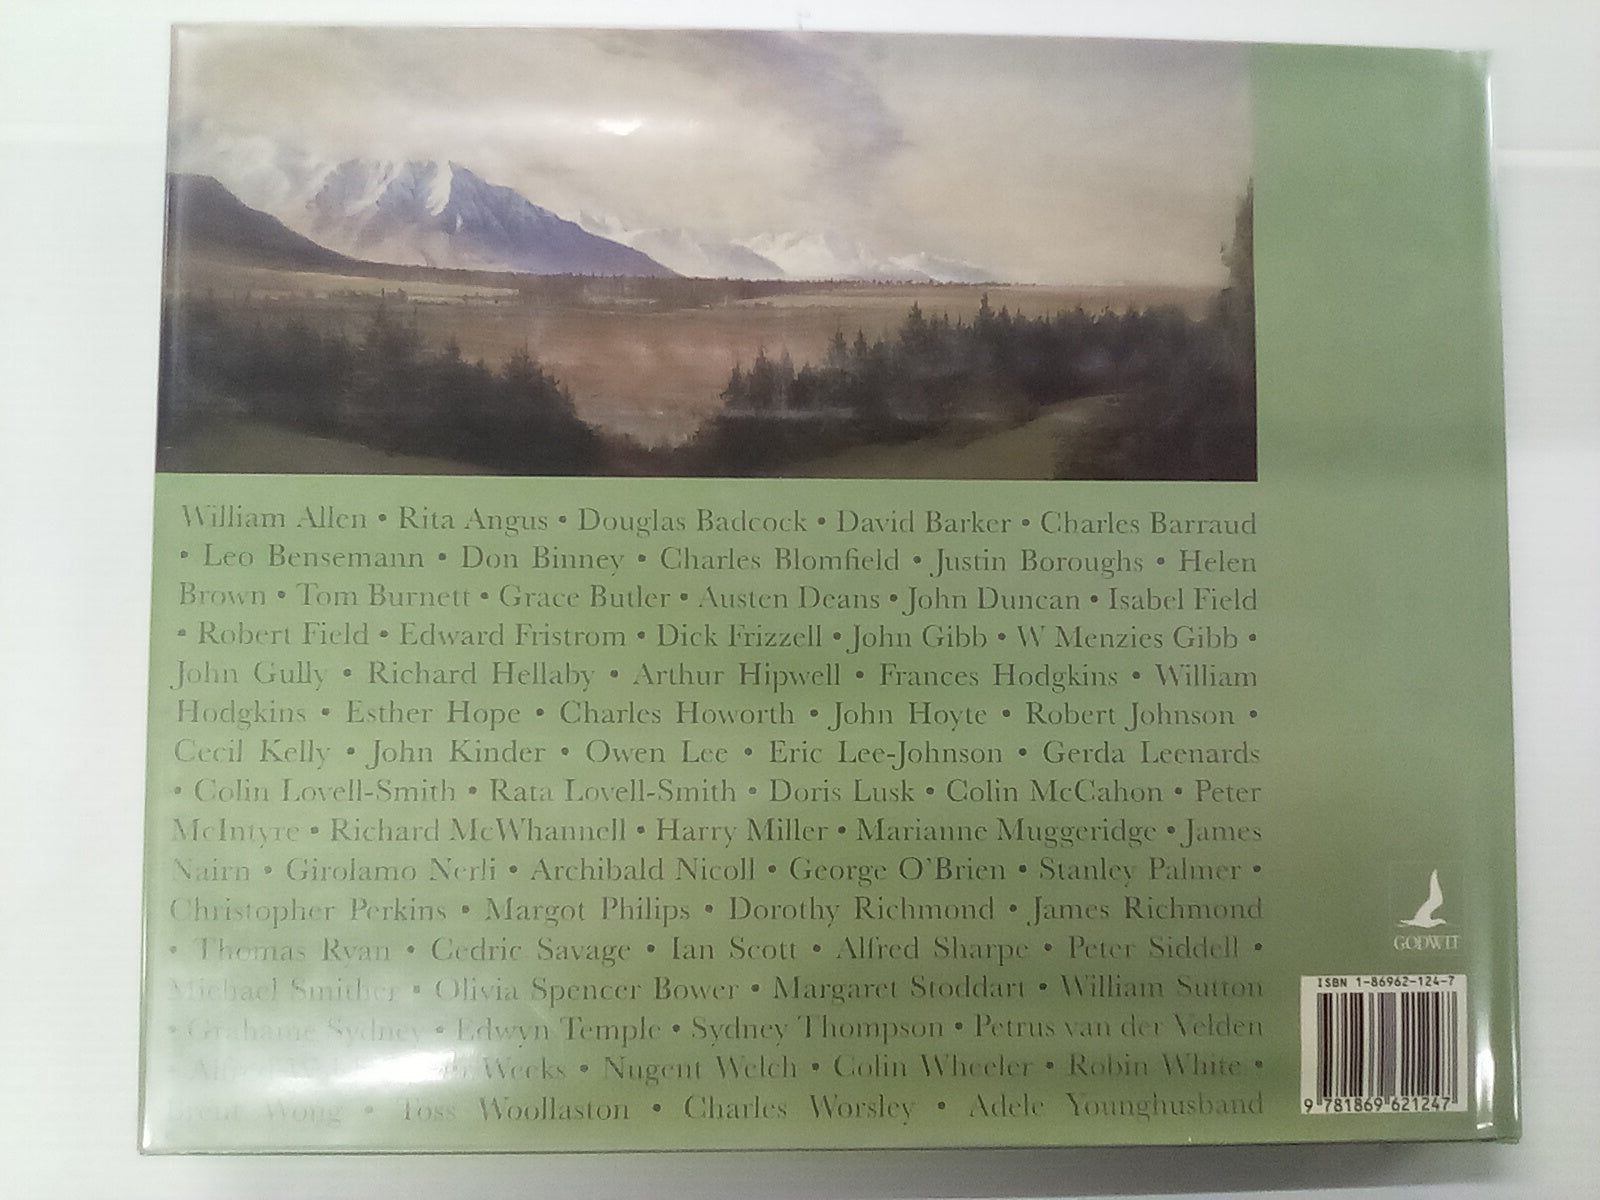 William Allen • Rita Angus • Douglas Badcock • David Barker • Charles Barraud
• Leo Bensemann • Don Binney • Charles Blomfield • Justin Boroughs • Helen
Brown • Tom Burnett • Grace Butler • Austen Deans • John Duncan • Isabel Field
• Robert Field • Edward Fristrom • Dick Frizzell • John Gibb • W Menzies Gibb •
John Gully • Richard Hellaby • Arthur Hipwell • Frances Hodgkins • William
Hodgkins • Esther Hope • Charles Howorth • John Hoyte • Robert Johnson •
Cecil Kelly • John Kinder • Owen Lee • Eric Lee-Johnson • Gerda Leenards
• Colin Lovell-Smith • Rata Lovell-Smith • Doris Lusk • Colin McCahon • Peter
McIntyre • Richard McWhannell • Harry Miller • Marianne Muggeridge • James
Nairn • Girolamo Nerli • Archibald Nicoll • George O'Brien • Stanley Palmer •
Christopher Perkins • Margot Philips • Dorothy Richmond • James Richmond
• Thomas Ryan • Cedric Savage • Ian Scott • Alfred Sharpe • Peter Siddell •
Michael Smither • Olivia Spencer Bower • Margaret Stoddart • William Sutton
• Grahame Sydney • Edwyn Temple • Sydney Thompson • Petrus van der Velden
• Alfred Weeks • Nugent Welch • Colin Wheeler • Robin White •
Brent Wong • Toss Woollaston • Charles Worsley • Adele Younghusband
GODWIT
ISBN 1-86962-124-7
9 781869 621247